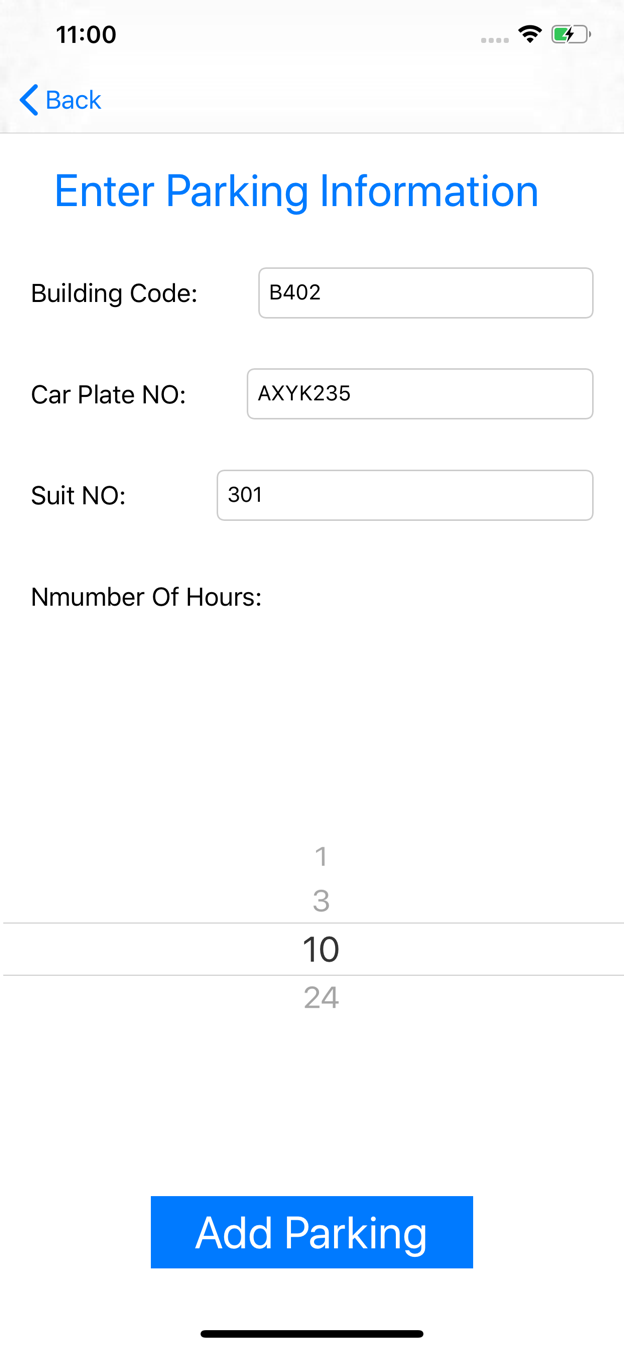 11:00
Back
Enter Parking Information
Building Code: B402
Car Plate NO: AXYK235
Suit NO: 301
Nmumber Of Hours:
1
3
10
24
Add Parking